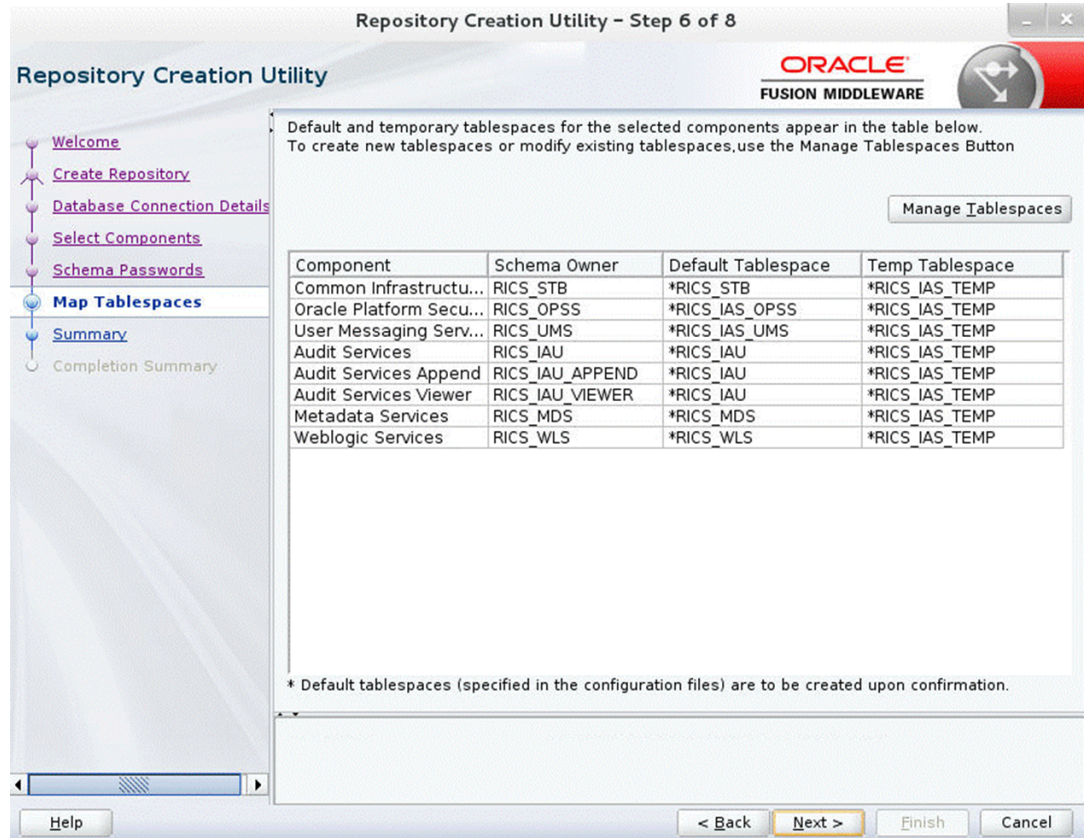 Repository Creation Utility – Step 6 of 8
Repository Creation Utility
ORACLE
FUSION MIDDLEWARE
Welcome
Create Repository
Database Connection Details
Select Components
Schema Passwords
Map Tablespaces
Summary
Completion Summary
Default and temporary tablespaces for the selected components appear in the table below.
To create new tablespaces or modify existing tablespaces,use the Manage Tablespaces Button
Manage Tablespaces
Component Schema Owner Default Tablespace Temp Tablespace
Common Infrastructu... RICS_STB *RICS_STB *RICS_IAS_TEMP
Oracle Platform Secu... RICS_OPSS *RICS_IAS_OPSS *RICS_IAS_TEMP
User Messaging Serv... RICS_UMS *RICS_IAS_UMS *RICS_IAS_TEMP
Audit Services RICS_IAU *RICS_IAU *RICS_IAS_TEMP
Audit Services Append RICS_IAU_APPEND *RICS_IAU *RICS_IAS_TEMP
Audit Services Viewer RICS_IAU_VIEWER *RICS_IAU *RICS_IAS_TEMP
Metadata Services RICS_MDS *RICS_MDS *RICS_IAS_TEMP
Weblogic Services RICS_WLS *RICS_WLS *RICS_IAS_TEMP
* Default tablespaces (specified in the configuration files) are to be created upon confirmation.
Help
< Back
Next >
Finish
Cancel